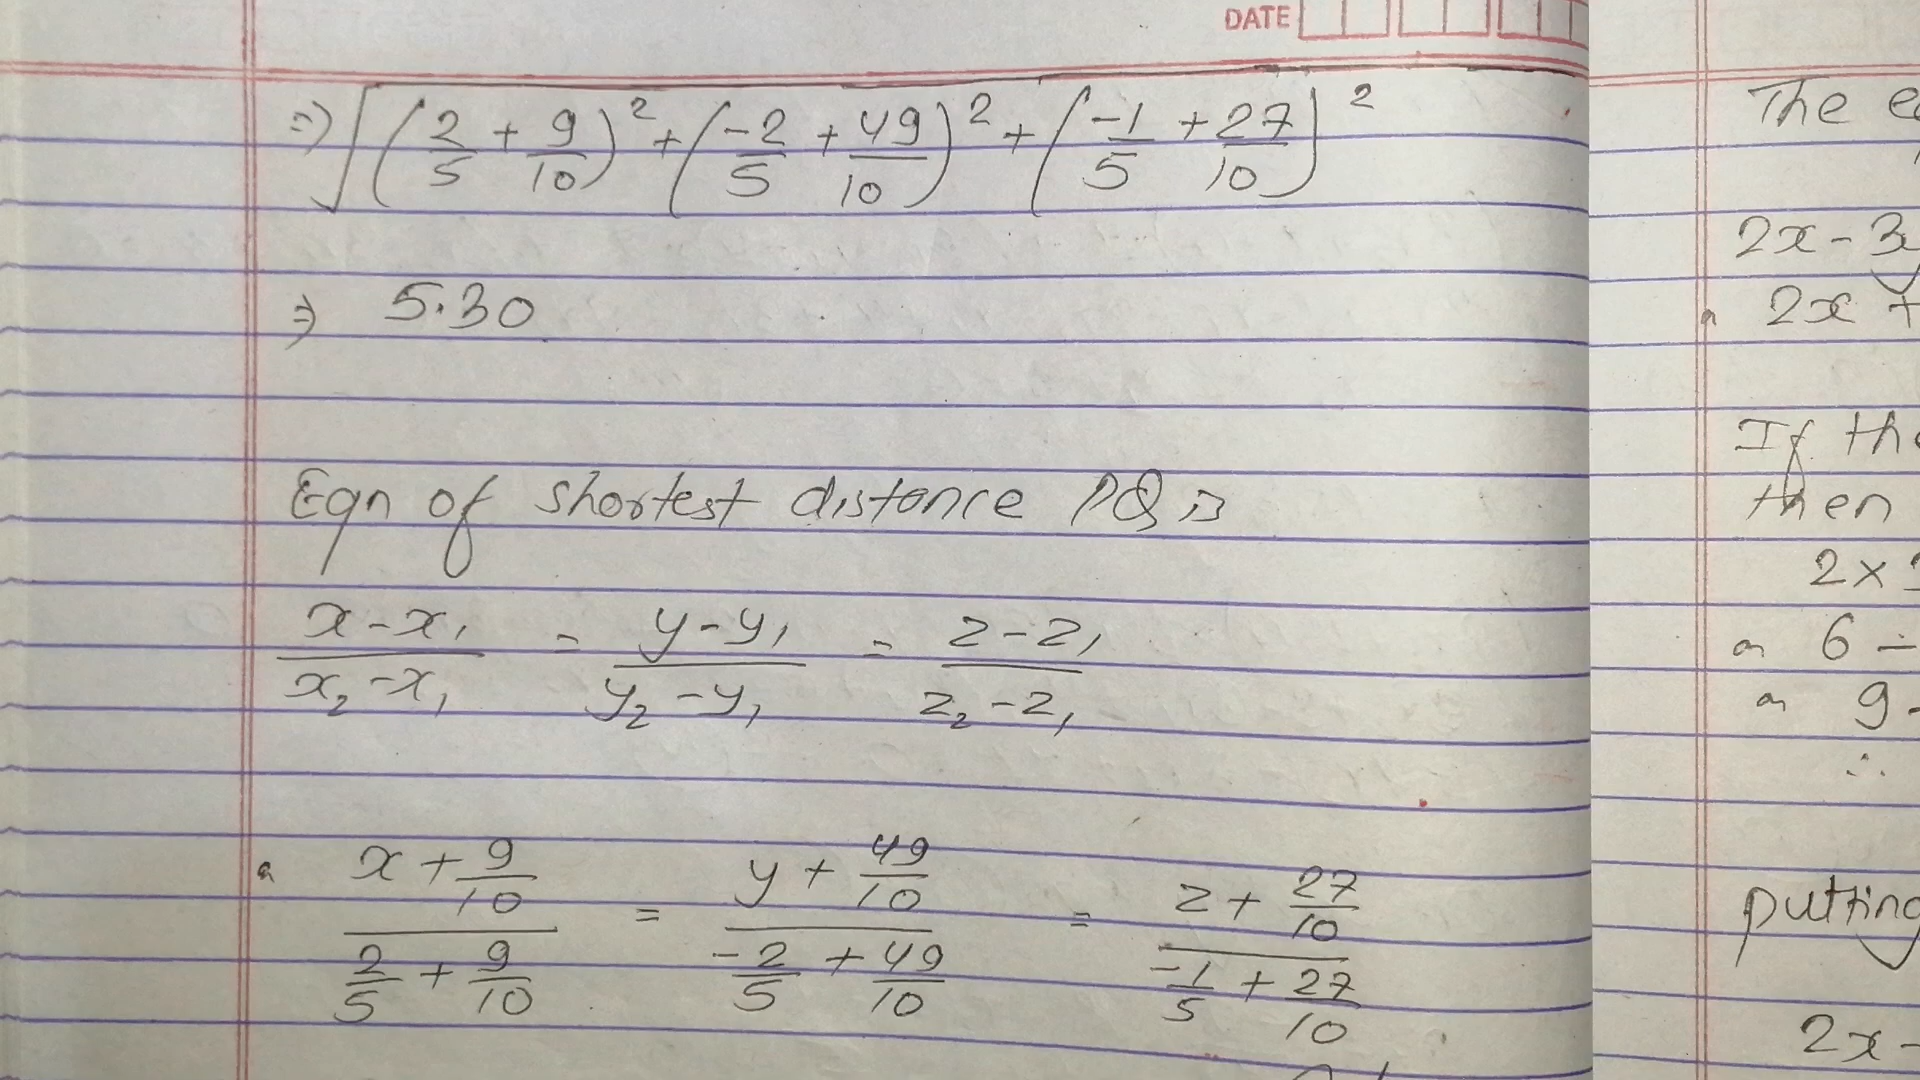 DATE
⇒ √((2/5 + 9/10)² + (-2/5 + 49/10)² + (-1/5 + 27/10)²)
⇒ 5.30
Eqn of shortest distance PQ is
(x - x₁)/(x₂ - x₁) = (y - y₁)/(y₂ - y₁) = (z - z₁)/(z₂ - z₁)
(x + 9/10)/(2/5 + 9/10) = (y + 49/10)/(-2/5 + 49/10) = (z + 27/10)/(-1/5 + 27/10)
The
2x - 3y
2x +
If the
then
2 ×
6 -
9 -
∴
putting
2x -